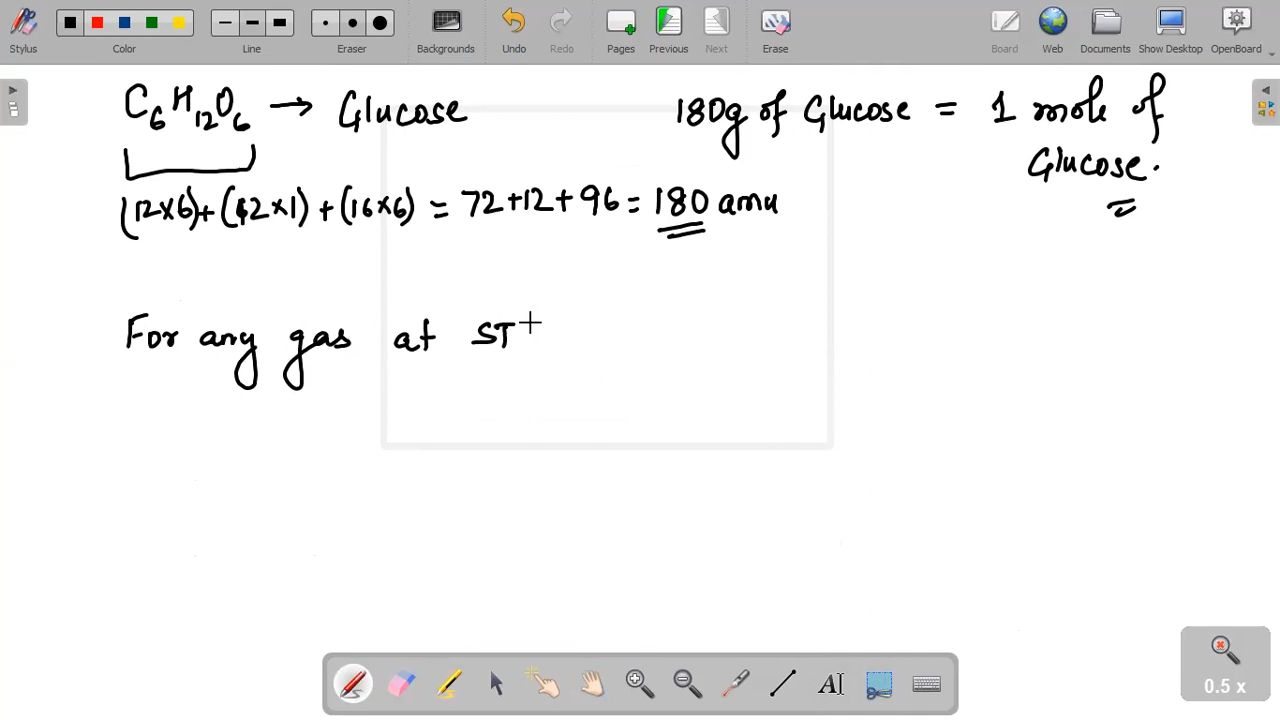 Stylus Color Line Eraser Backgrounds Undo Redo Pages Previous Next Erase Board Web Documents Show Desktop OpenBoard
C6H12O6 → Glucose 180g of Glucose = 1 mole of
Glucose.
(12×6)+(12×1)+(16×6) = 72+12+96 = 180 amu
For any gas at ST
0.5 x